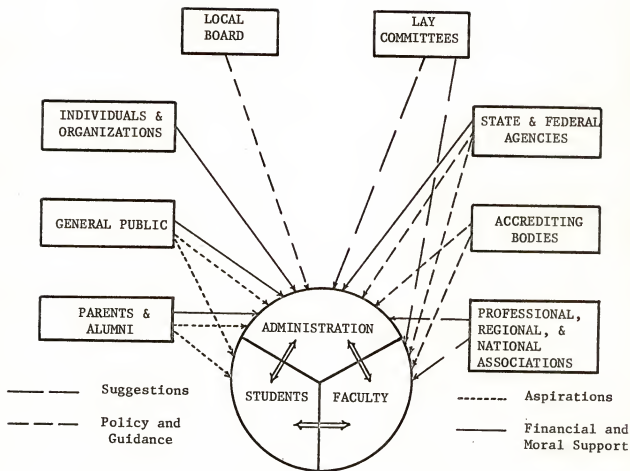 LOCAL
BOARD
LAY
COMMITTEES
INDIVIDUALS &
ORGANIZATIONS
STATE & FEDERAL
AGENCIES
GENERAL PUBLIC
ACCREDITING
BODIES
PARENTS &
ALUMNI
PROFESSIONAL,
REGIONAL, &
NATIONAL
ASSOCIATIONS
ADMINISTRATION
STUDENTS
FACULTY
Suggestions
Policy and
Guidance
Aspirations
Financial and
Moral Support